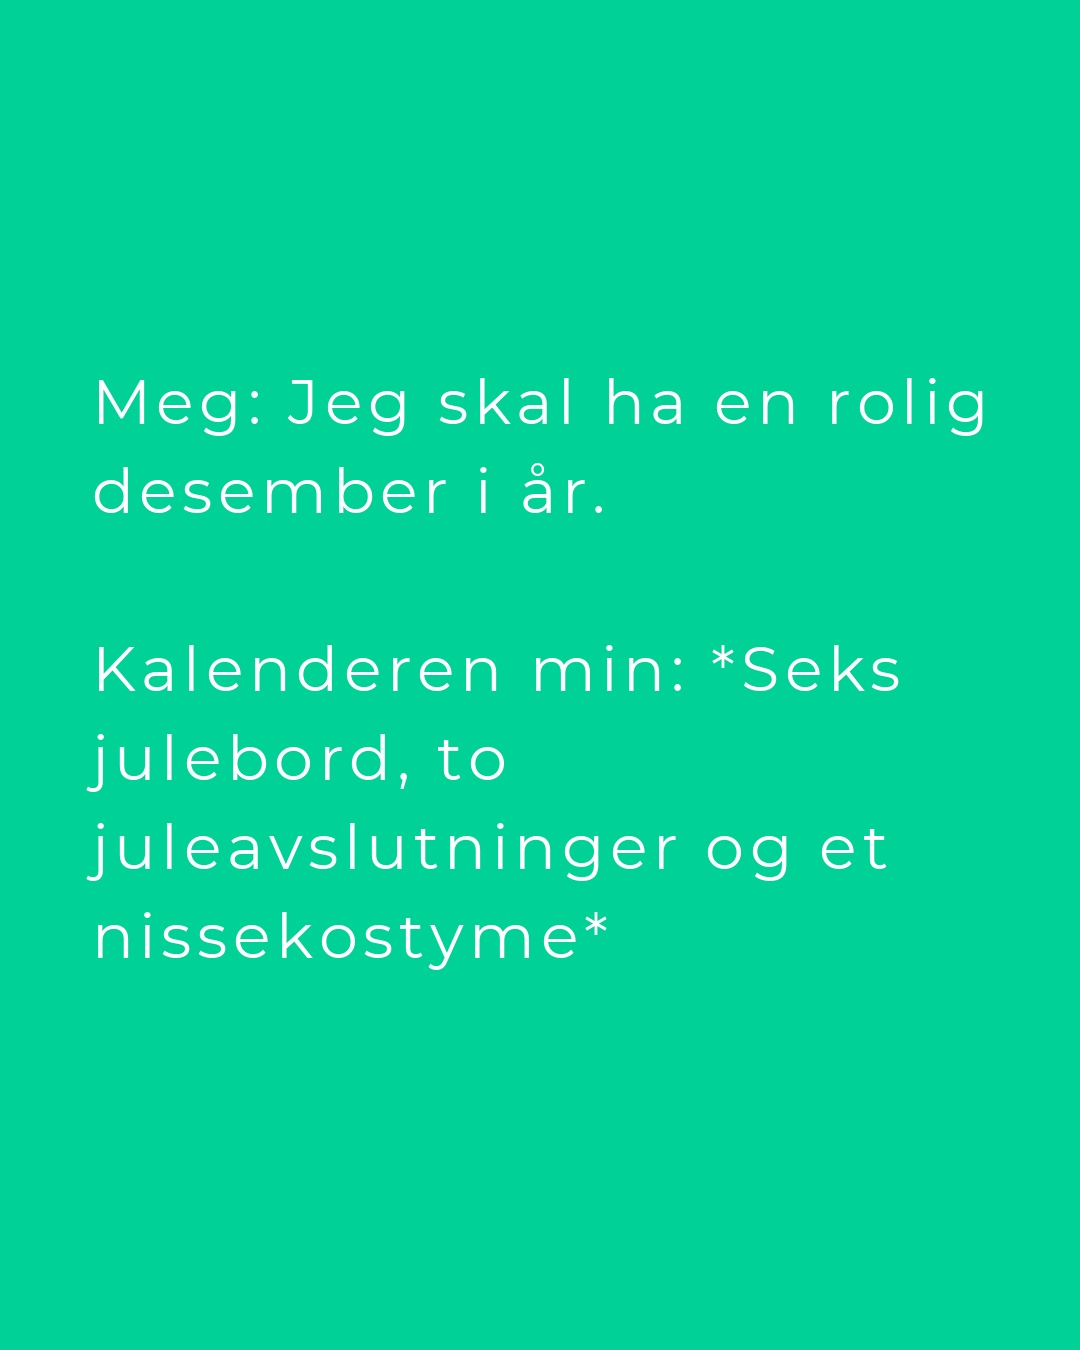 Meg: Jeg skal ha en rolig
desember i år.
Kalenderen min: *Seks
julebord, to
juleavslutninger og et
nissekostyme*